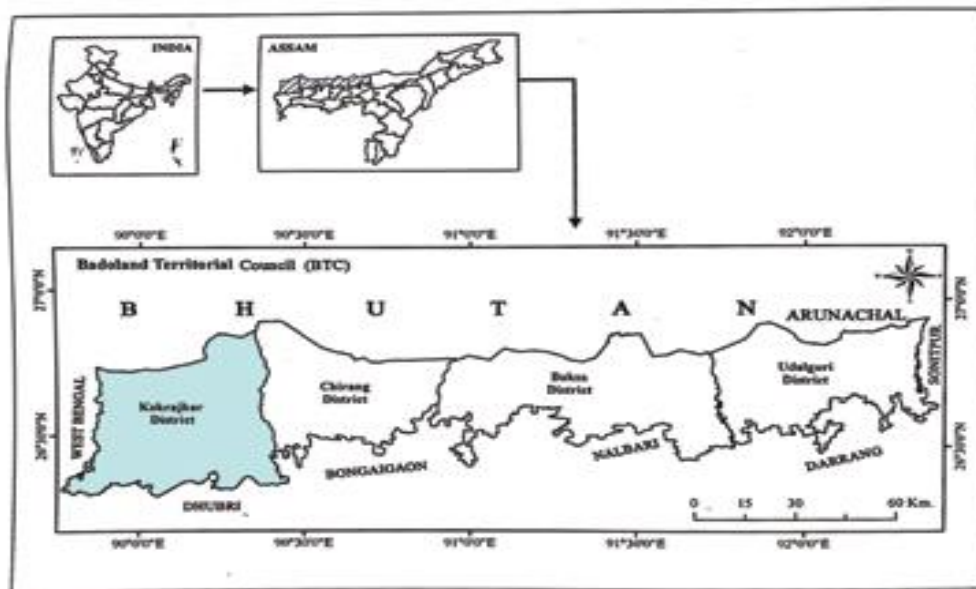 INDIA
ASSAM
90°0'0"E 90°30'0"E 91°0'0"E 91°30'0"E 92°0'0"E
Badoland Territorial Council (BTC)
27°0'0"N
27°0'0"N
B H U T A N
ARUNACHAL
SONITPUR
WEST BENGAL
Kokrajhar
District
Chirang
District
Baksa
District
Udalguri
District
26°30'0"N
26°30'0"N
DHUBRI
BONGAIGAON
NALBARI
DARRANG
0 15 30 60 Km.
90°0'0"E 90°30'0"E 91°0'0"E 91°30'0"E 92°0'0"E